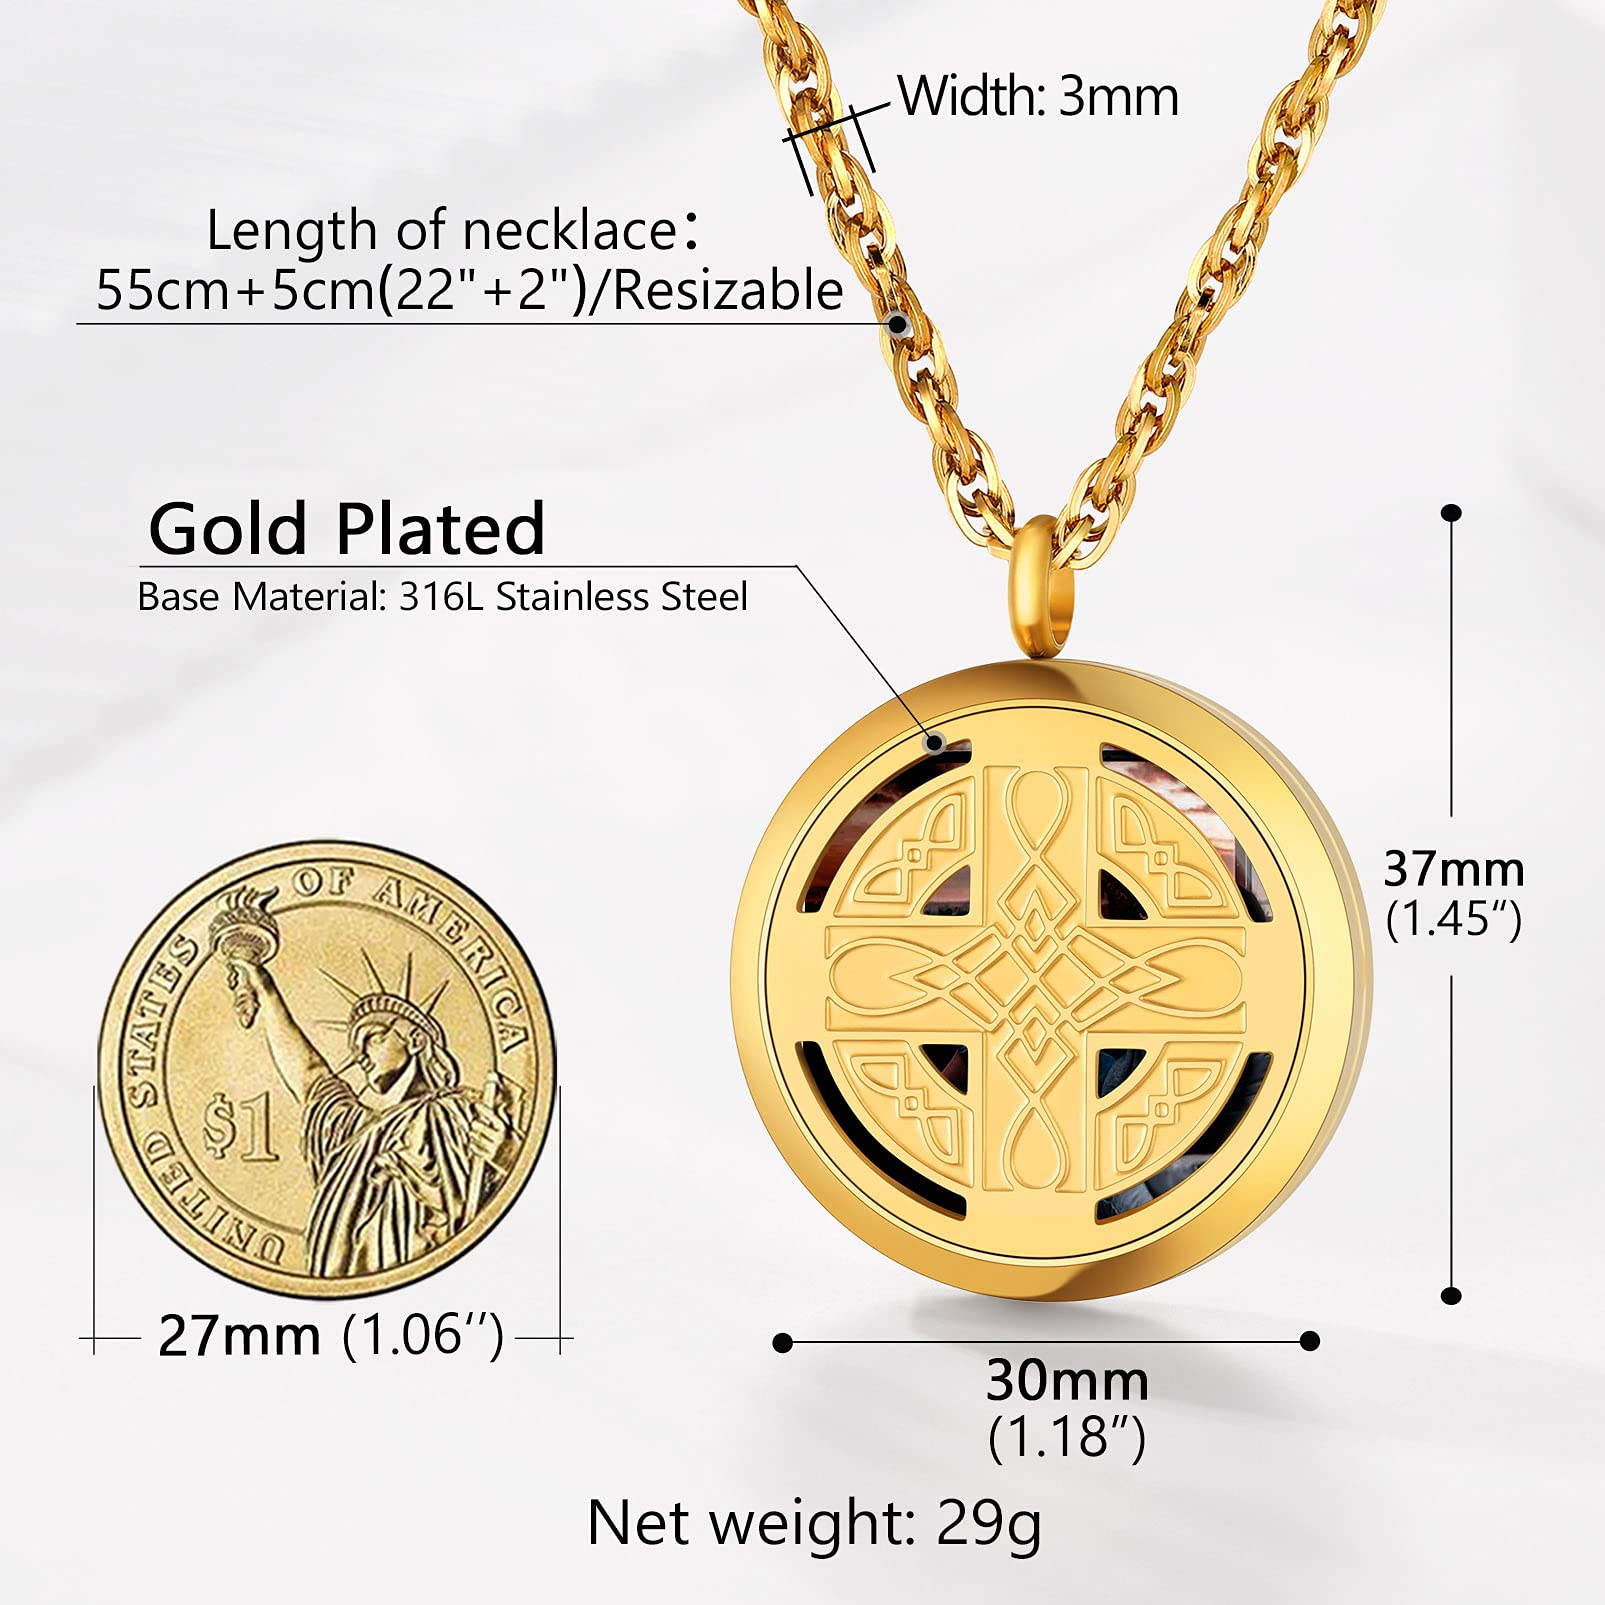 Width: 3mm
Length of necklace：
55cm+5cm(22"+2")/Resizable
Gold Plated
Base Material: 316L Stainless Steel
UNITED STATES OF AMERICA
$1
37mm
(1.45“)
27mm (1.06’’)
30mm
(1.18”)
Net weight: 29g